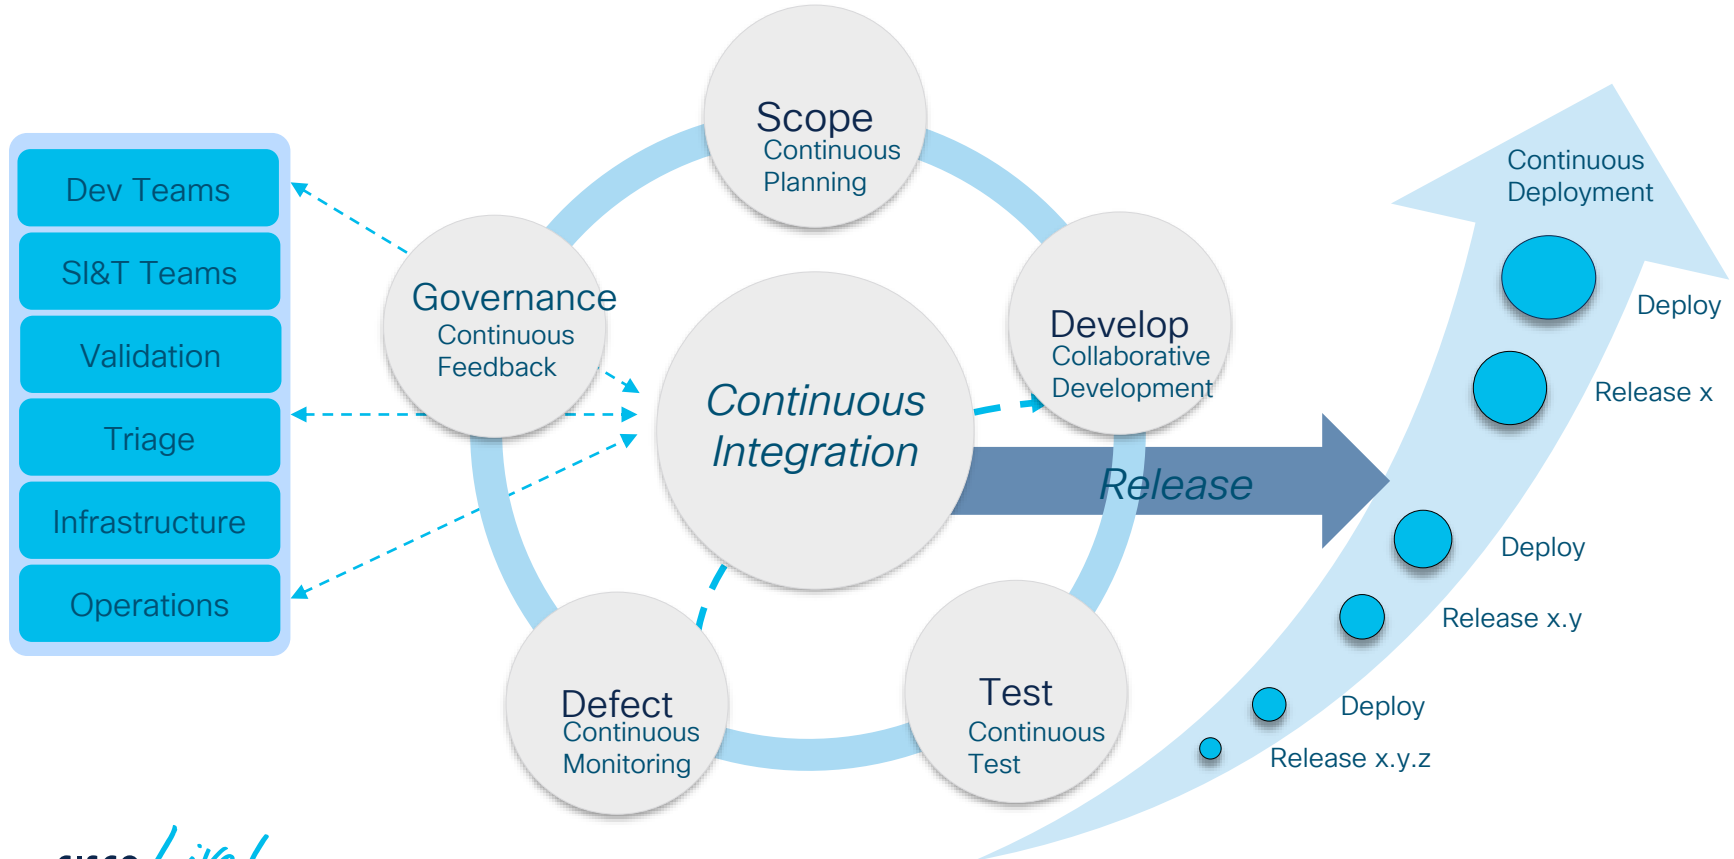 Dev Teams
SI&T Teams
Validation
Triage
Infrastructure
Operations
Scope
Continuous
Planning
Governance
Continuous
Feedback
Develop
Collaborative
Development
Continuous
Integration
Release
Defect
Continuous
Monitoring
Test
Continuous
Test
Continuous
Deployment
Deploy
Release x
Deploy
Release x.y
Deploy
Release x.y.z